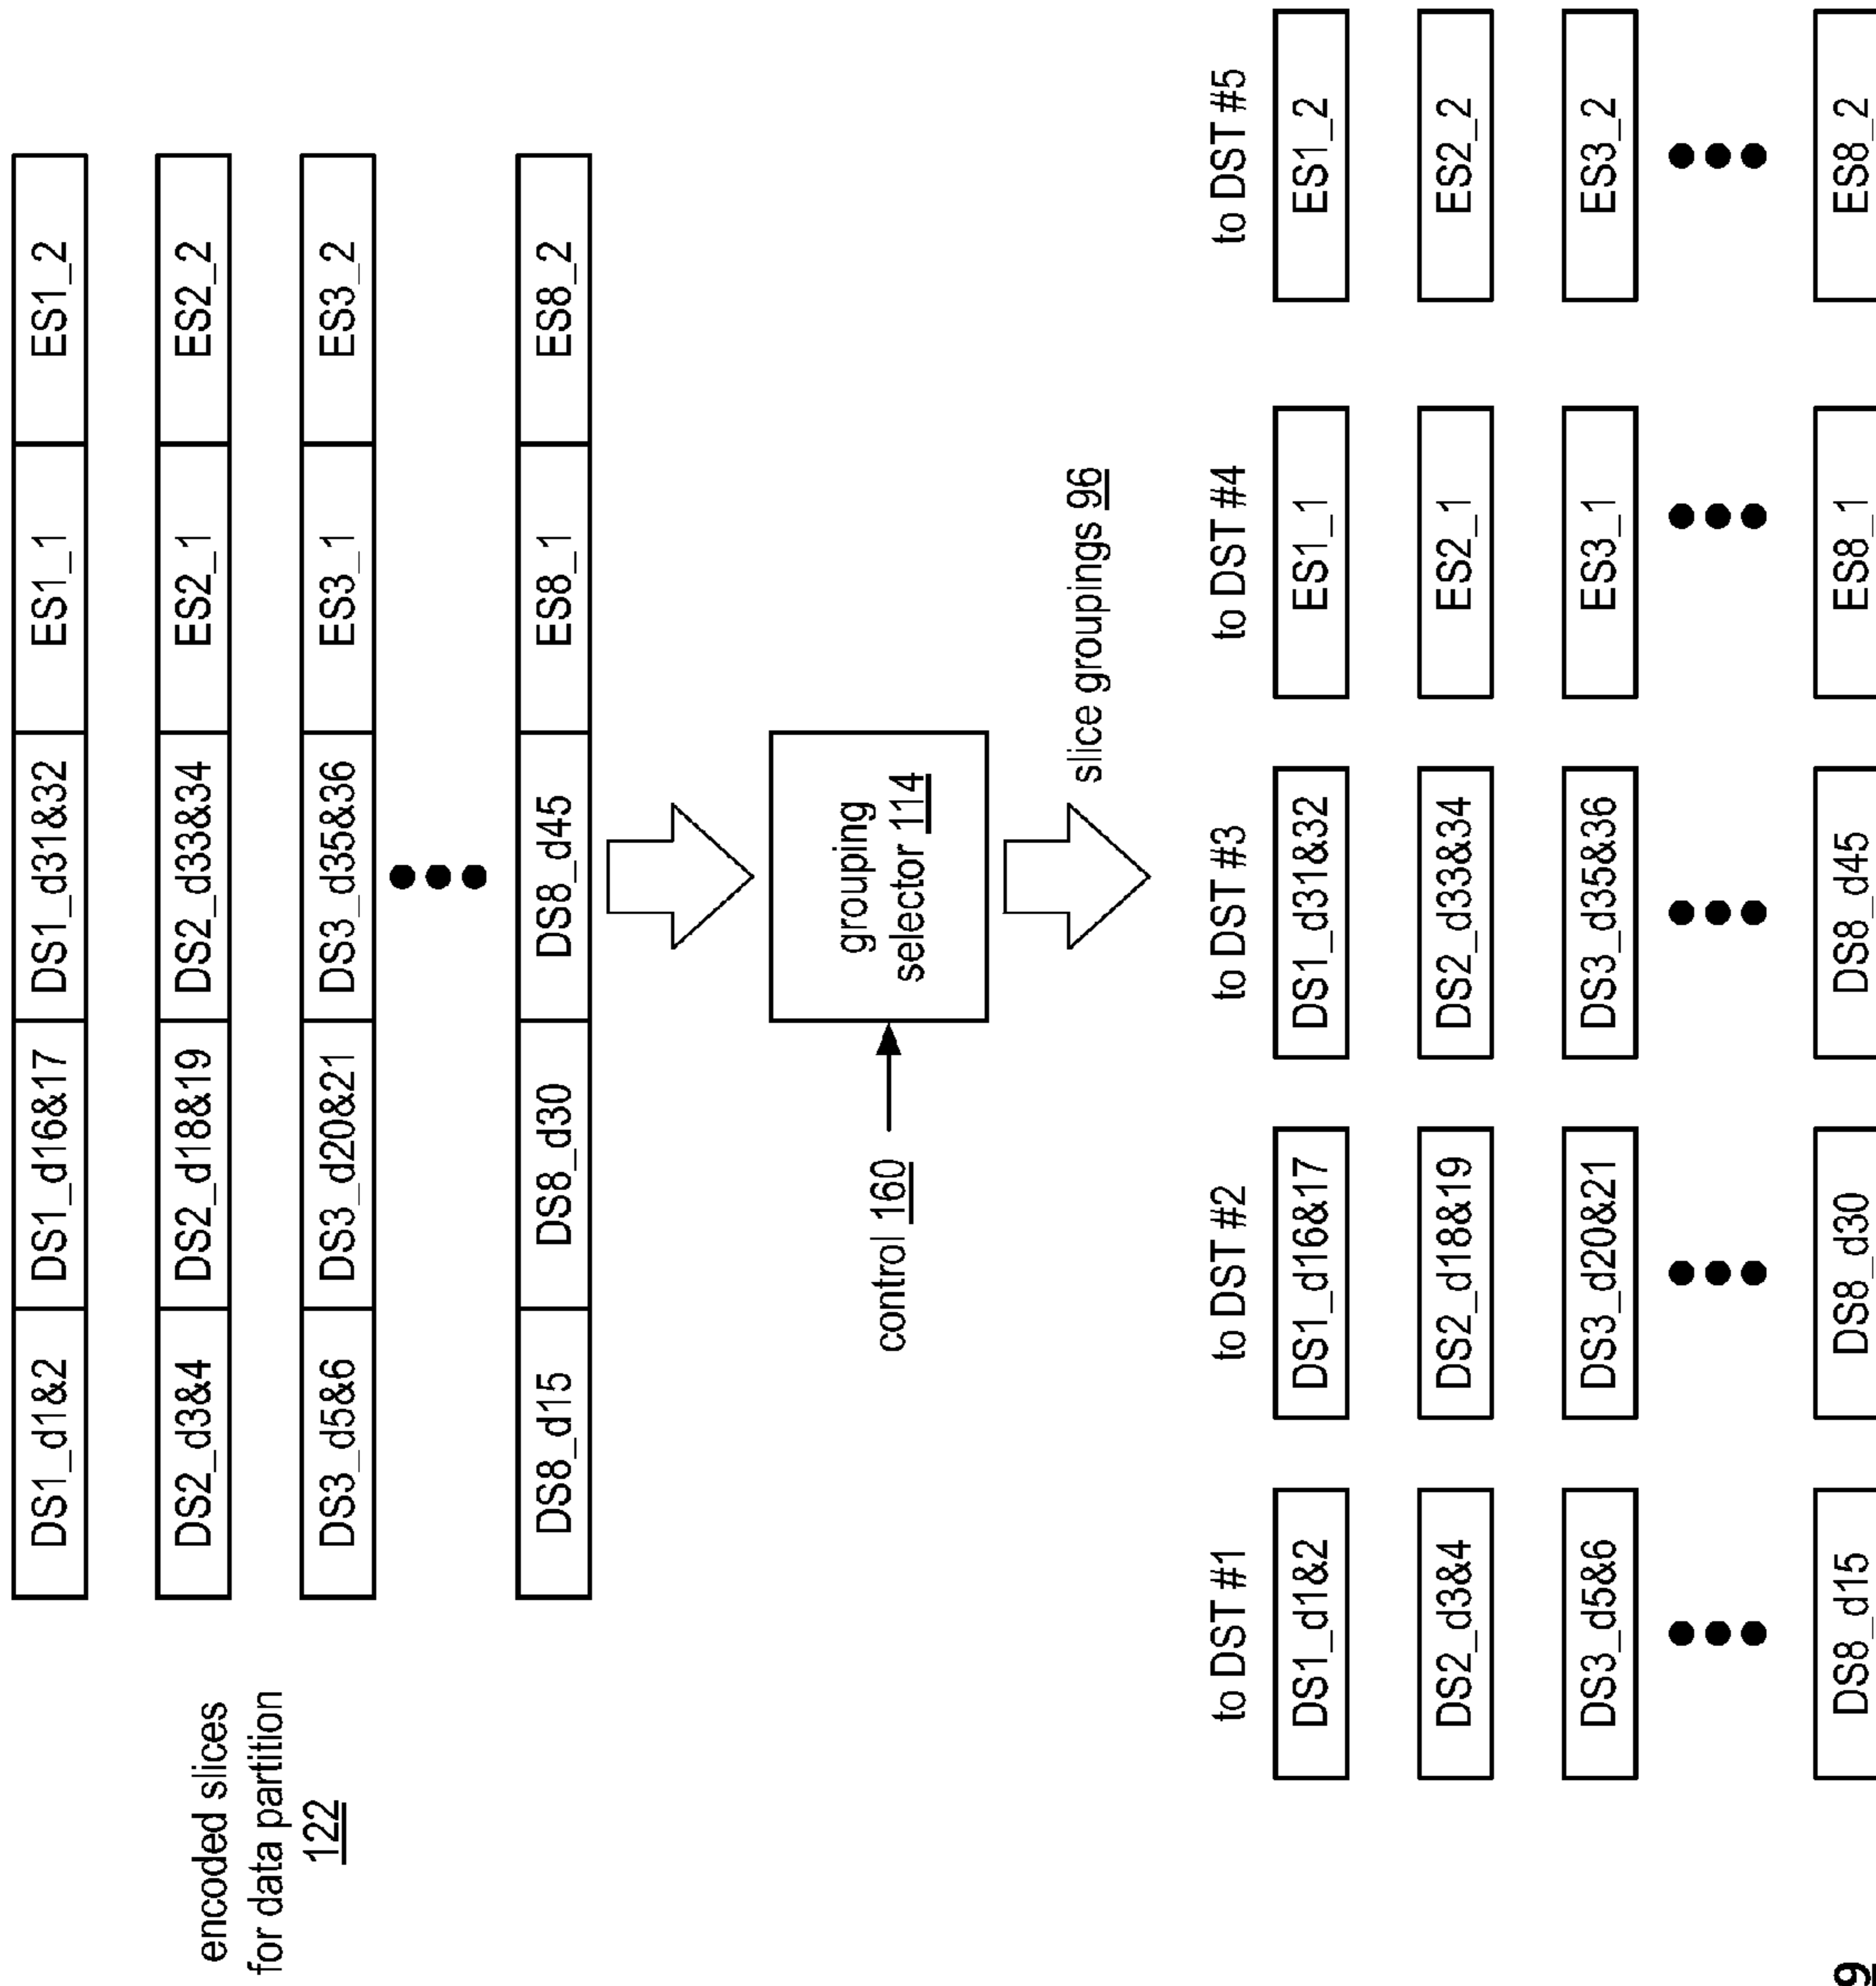 encoded slices
for data partition
122
DS1_d1&2 DS1_d16&17 DS1_d31&32 ES1_1 ES1_2
DS2_d3&4 DS2_d18&19 DS2_d33&34 ES2_1 ES2_2
DS3_d5&6 DS3_d20&21 DS3_d35&36 ES3_1 ES3_2
DS8_d15 DS8_d30 DS8_d45 ES8_1 ES8_2
control 160
grouping
selector 114
slice groupings 96
to DST #1 to DST #2 to DST #3 to DST #4 to DST #5
DS1_d1&2 DS1_d16&17 DS1_d31&32 ES1_1 ES1_2
DS2_d3&4 DS2_d18&19 DS2_d33&34 ES2_1 ES2_2
DS3_d5&6 DS3_d20&21 DS3_d35&36 ES3_1 ES3_2
DS8_d15 DS8_d30 DS8_d45 ES8_1 ES8_2
9